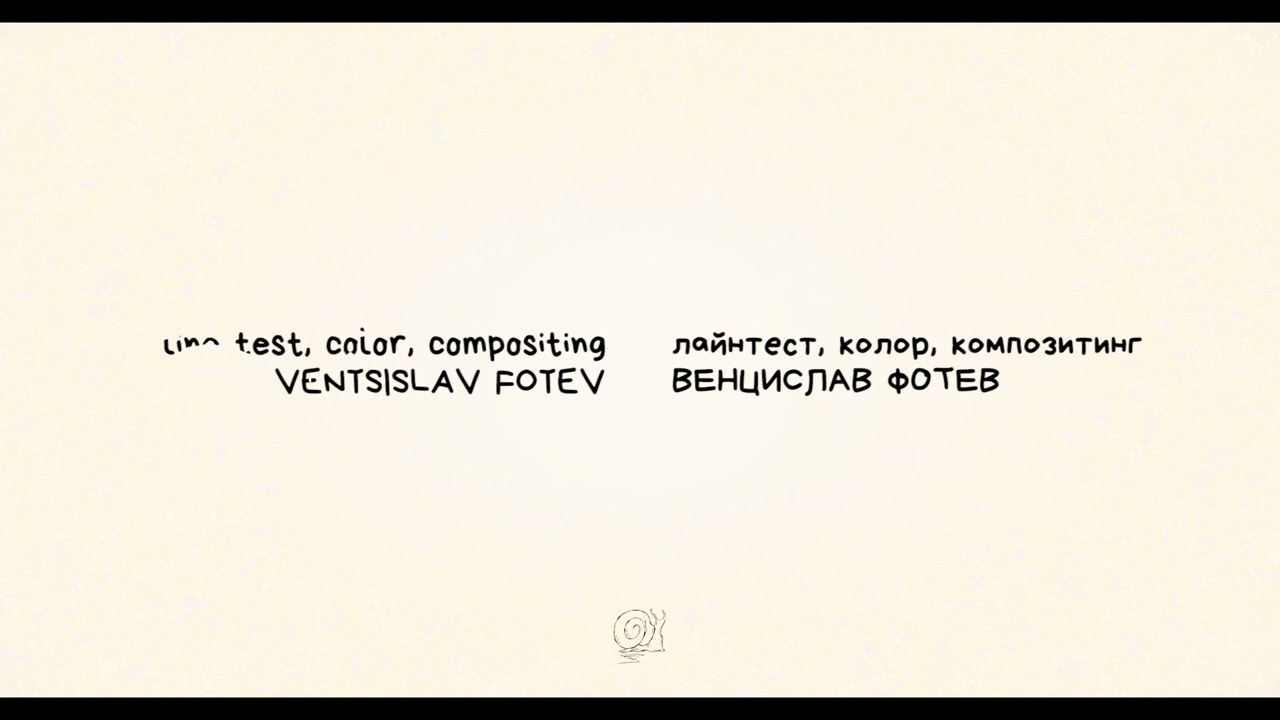 test, color, compositing
VENTSISLAV FOTEV
лайнтест, колор, композитинг
ВЕНЦИСЛАВ ФОТЕВ